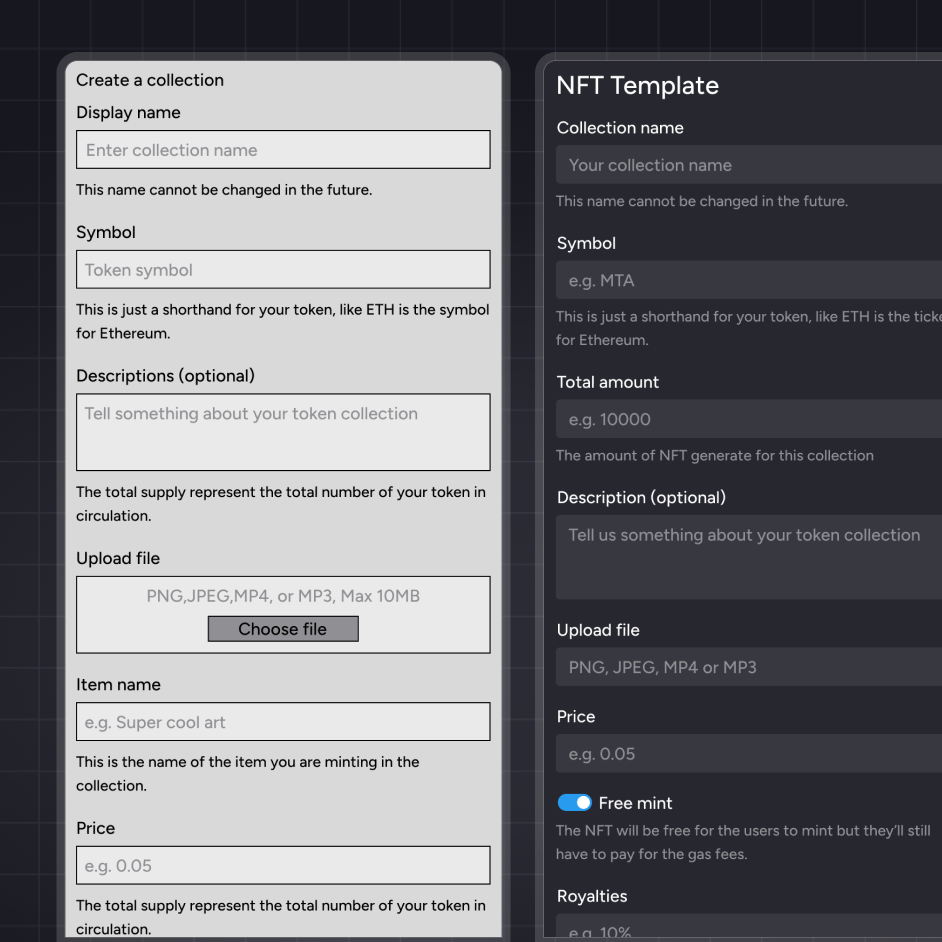 Create a collection
Display name
Enter collection name
This name cannot be changed in the future.
Symbol
Token symbol
This is just a shorthand for your token, like ETH is the symbol
for Ethereum.
Descriptions (optional)
Tell something about your token collection
The total supply represent the total number of your token in
circulation.
Upload file
PNG,JPEG,MP4, or MP3, Max 10MB
Choose file
Item name
e.g. Super cool art
This is the name of the item you are minting in the
collection.
Price
e.g. 0.05
The total supply represent the total number of your token in
circulation.
NFT Template
Collection name
Your collection name
This name cannot be changed in the future.
Symbol
e.g. MTA
This is just a shorthand for your token, like ETH is the
for Ethereum.
Total amount
e.g. 10000
The amount of NFT generate for this collection
Description (optional)
Tell us something about your token collection
Upload file
PNG, JPEG, MP4 or MP3
Price
e.g. 0.05
Free mint
The NFT will be free for the users to mint but they’ll still
have to pay for the gas fees.
Royalties
e.g. 10%